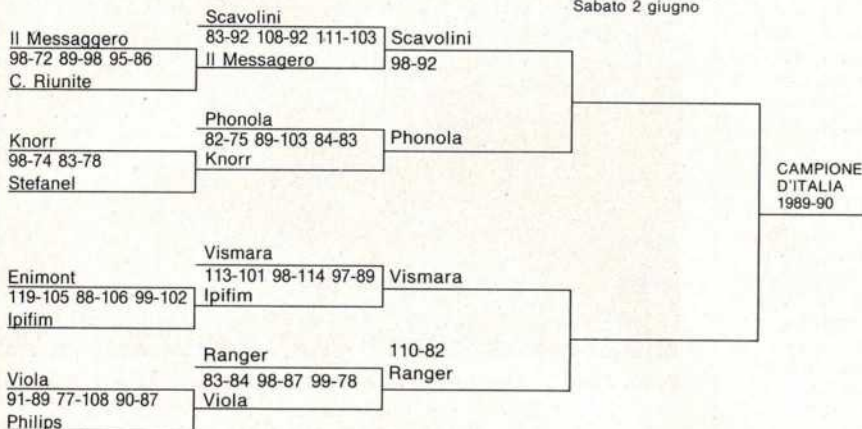 Sabato 2 giugno
Il Messaggero
98-72 89-98 95-86
C. Riunite
Knorr
98-74 83-78
Stefanel
Enimont
119-105 88-106 99-102
Ipifim
Viola
91-89 77-108 90-87
Philips
Scavolini
83-92 108-92 111-103
Il Messagero
Phonola
82-75 89-103 84-83
Knorr
Vismara
113-101 98-114 97-89
Ipifim
Ranger
83-84 98-87 99-78
Viola
Scavolini
98-92
Phonola
Vismara
110-82
Ranger
CAMPIONE
D'ITALIA
1989-90